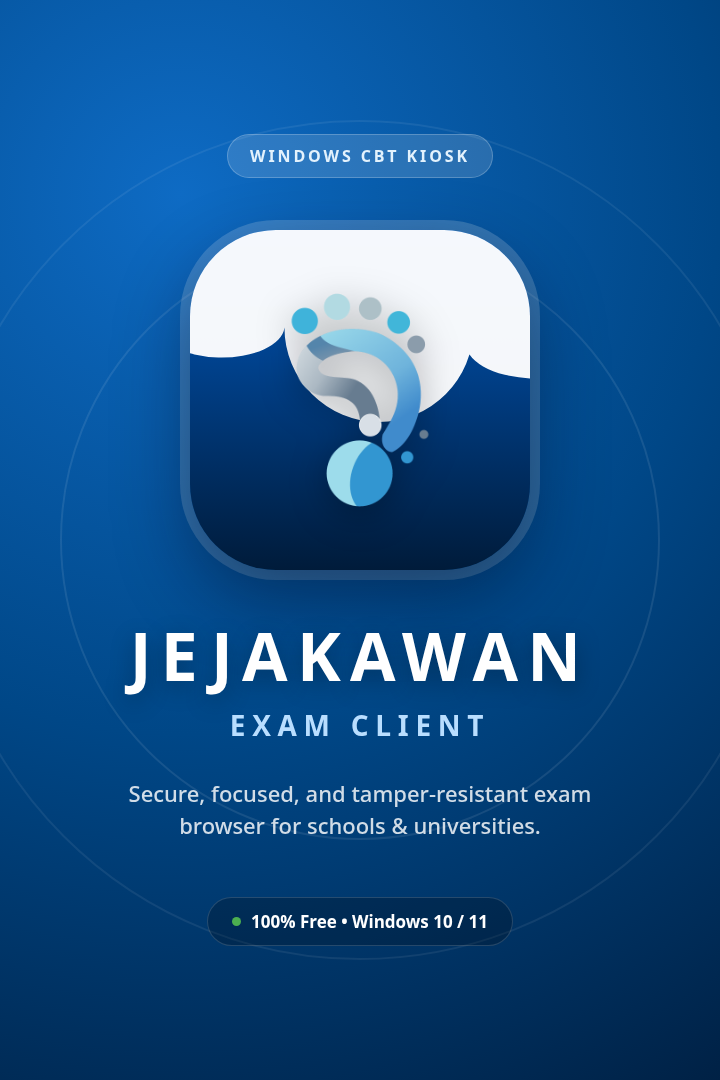 WINDOWS CBT KIOSK
JEJAKAWAN
EXAM CLIENT
Secure, focused, and tamper-resistant exam
browser for schools & universities.
100% Free • Windows 10 / 11